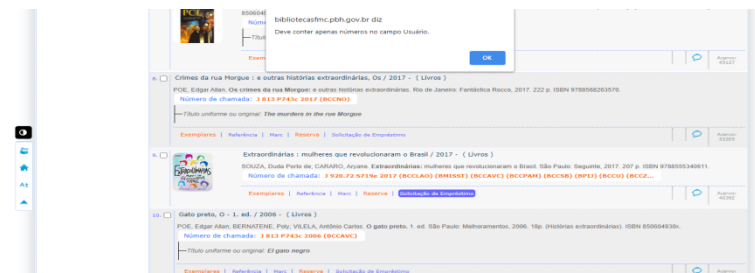 POE
bibliotecasfmc.pbh.gov.br diz
Deve conter apenas números no campo Usuário.
OK
Acervo:
8. Crimes da rua Morgue : e outras histórias extraordinárias, Os / 2017 - ( Livros )
POE, Edgar Allan. Os crimes da rua Morgue: e outras histórias extraordinárias. Rio de Janeiro: Fantástica Rocco, 2017. 222 p. ISBN 9788568263570.
Número de chamada: J 813 P743c 2017 (BCCNO)
Título uniforme ou original: The murders in the rue Morgue
Exemplares | Referência | Marc | Reserva | Solicitação de Empréstimo
Acervo:
9. Extraordinárias : mulheres que revolucionaram o Brasil / 2017 - ( Livros )
SOUZA, Duda Porto de; CARARO, Aryane. Extraordinárias: mulheres que revolucionaram o Brasil. São Paulo: Seguinte, 2017. 207 p. ISBN 9788555340611.
Número de chamada: J 920.72 S719e 2017 (BCCLAO) (BMISSI) (BCCAVC) (BCCPAM) (BCCSB) (BPIJ) (BCCU) (BCCZ...
Exemplares | Referência | Marc | Reserva | Solicitação de Empréstimo
Acervo:
10. Gato preto, O - 1. ed. / 2006 - ( Livros )
POE, Edgar Allan; BERNATENE, Poly; VILELA, Antônio Carlos. O gato preto. 1. ed. São Paulo: Melhoramentos, 2006. 18p. (Histórias extraordinárias). ISBN 850604930x.
Número de chamada: J 813 P743c 2006 (BCCAVC)
Título uniforme ou original: El gato negro
Exemplares | Referência | Marc | Reserva | Solicitação de Empréstimo
Acervo: